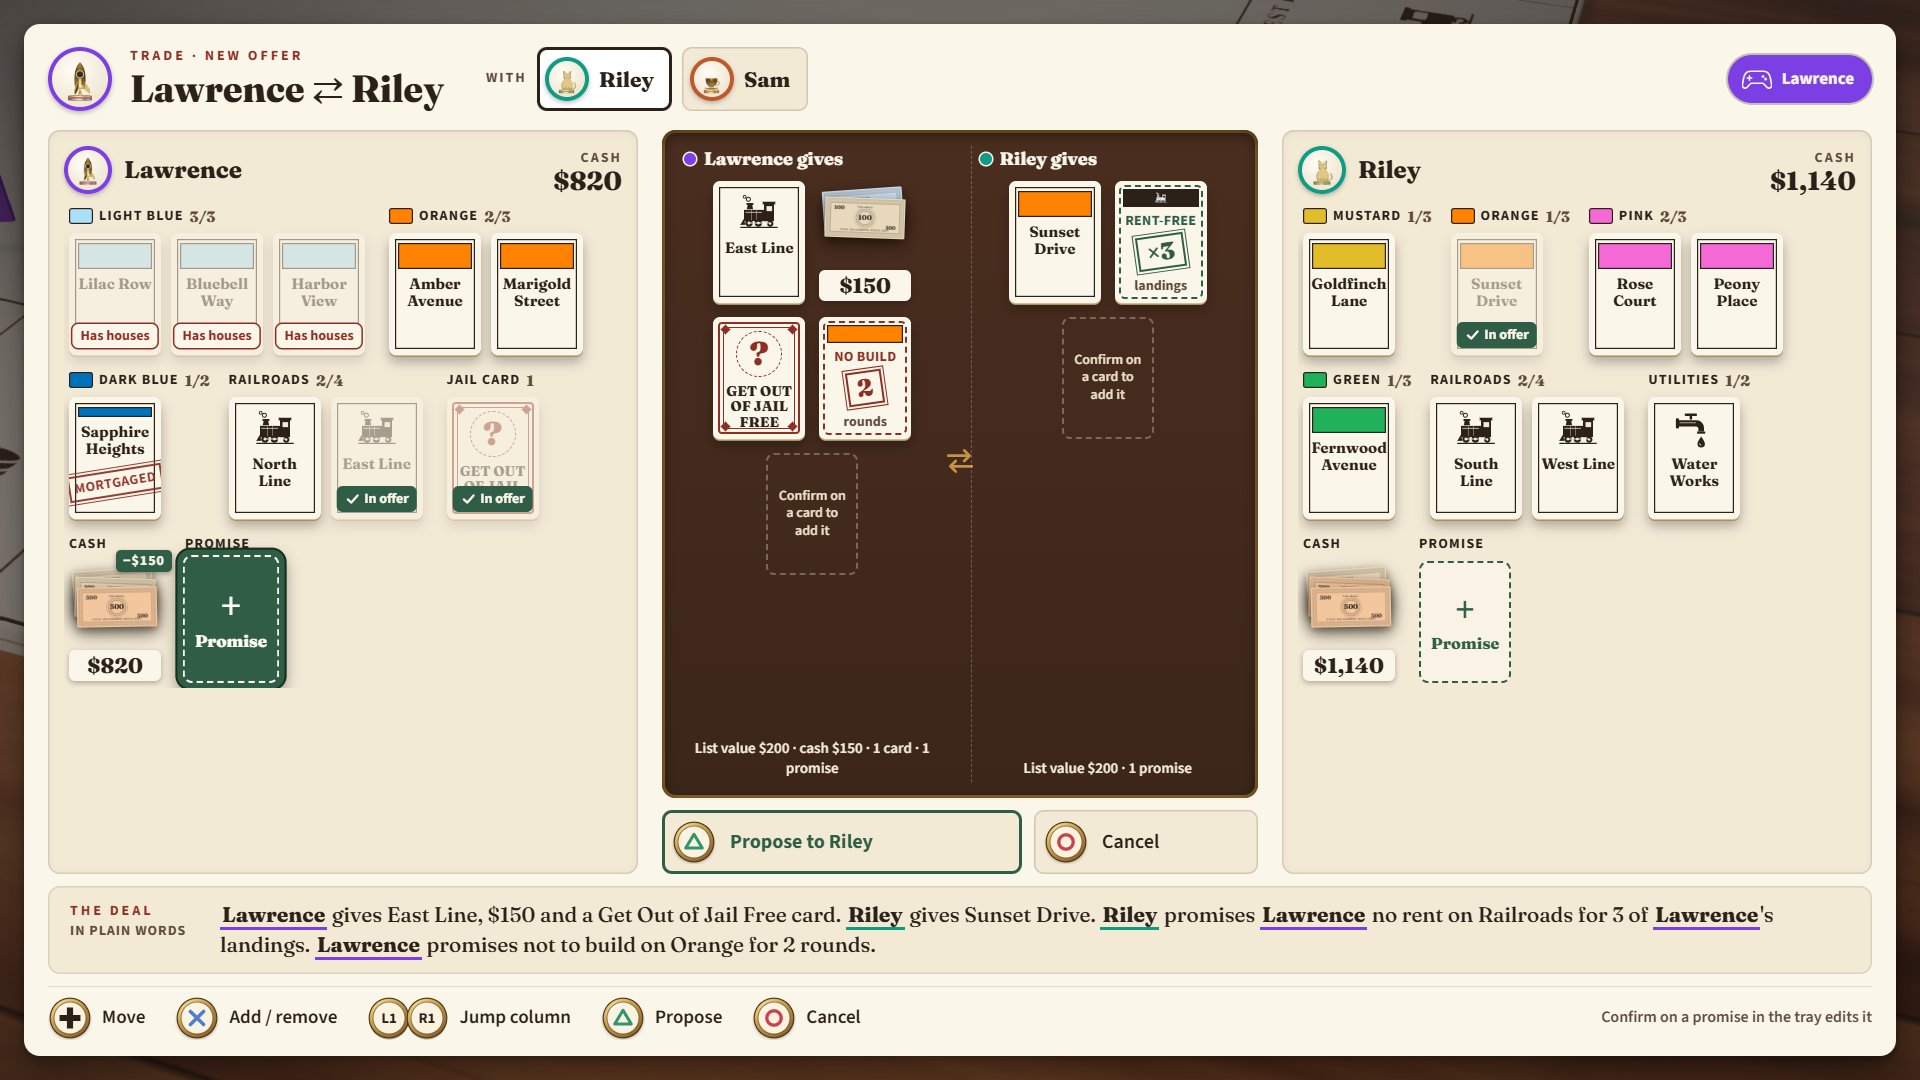 TRADE · NEW OFFER
Lawrence ⇄ Riley
WITH
Riley
Sam
Lawrence
Lawrence
CASH
$820
LIGHT BLUE 3/3
ORANGE 2/3
Lilac Row
Has houses
Bluebell
Way
Has houses
Harbor
View
Has houses
Amber
Avenue
Marigold
Street
DARK BLUE 1/2
RAILROADS 2/4
JAIL CARD 1
Sapphire
Heights
MORTGAGED
North
Line
East Line
In offer
?
GET OUT
In offer
CASH
PROMISE
−$150
500
500
500
$820
+
Promise
Lawrence gives
East Line
100
100
$150
?
GET OUT
OF JAIL
FREE
NO BUILD
2
rounds
Confirm on
a card to
add it
List value $200 · cash $150 · 1 card · 1
promise
Riley gives
Sunset
Drive
RENT-FREE
×3
landings
Confirm on
a card to
add it
List value $200 · 1 promise
Propose to Riley
Cancel
Riley
CASH
$1,140
MUSTARD 1/3
ORANGE 1/3
PINK 2/3
Goldfinch
Lane
Sunset
Drive
In offer
Rose
Court
Peony
Place
GREEN 1/3
RAILROADS 2/4
UTILITIES 1/2
Fernwood
Avenue
South
Line
West Line
Water
Works
CASH
PROMISE
500
500
500
$1,140
+
Promise
THE DEAL
IN PLAIN WORDS
Lawrence gives East Line, $150 and a Get Out of Jail Free card. Riley gives Sunset Drive. Riley promises Lawrence no rent on Railroads for 3 of Lawrence's
landings. Lawrence promises not to build on Orange for 2 rounds.
Move
Add / remove
L1
R1
Jump column
Propose
Cancel
Confirm on a promise in the tray edits it